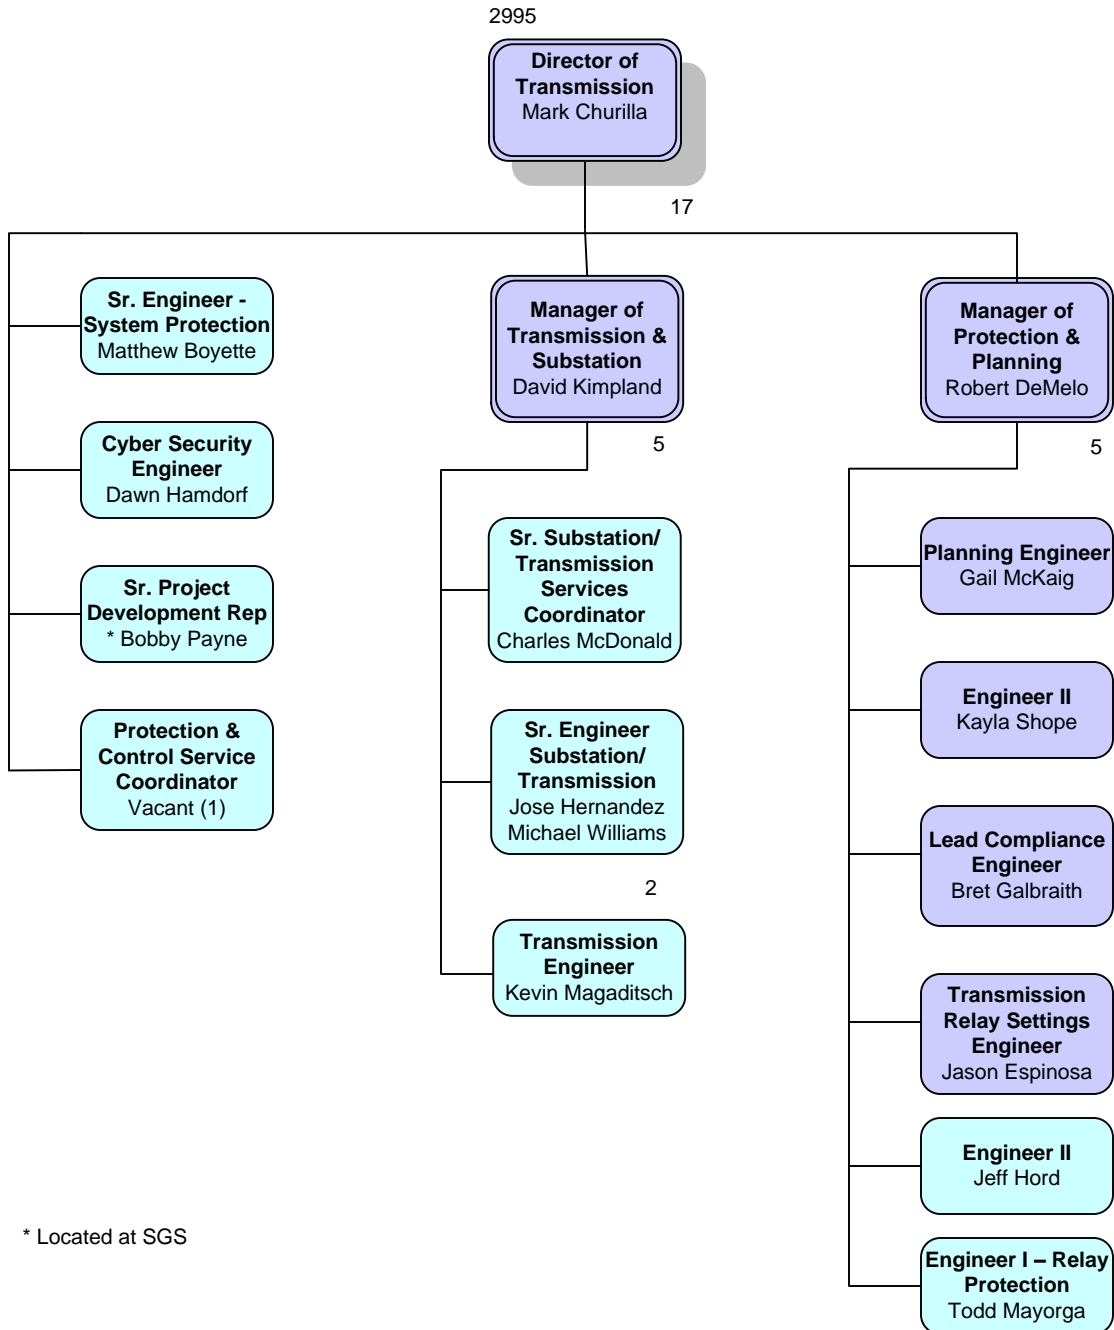 2995
Director of
Transmission
Mark Churilla
17
Sr. Engineer -
System Protection
Matthew Boyette
Cyber Security
Engineer
Dawn Hamdorf
Sr. Project
Development Rep
* Bobby Payne
Protection &
Control Service
Coordinator
Vacant (1)
Manager of
Transmission &
Substation
David Kimpland
5
Sr. Substation/
Transmission
Services
Coordinator
Charles McDonald
Sr. Engineer
Substation/
Transmission
Jose Hernandez
Michael Williams
2
Transmission
Engineer
Kevin Magaditsch
Manager of
Protection &
Planning
Robert DeMelo
5
Planning Engineer
Gail McKaig
Engineer II
Kayla Shope
Lead Compliance
Engineer
Bret Galbraith
Transmission
Relay Settings
Engineer
Jason Espinosa
Engineer II
Jeff Hord
Engineer I – Relay
Protection
Todd Mayorga
* Located at SGS